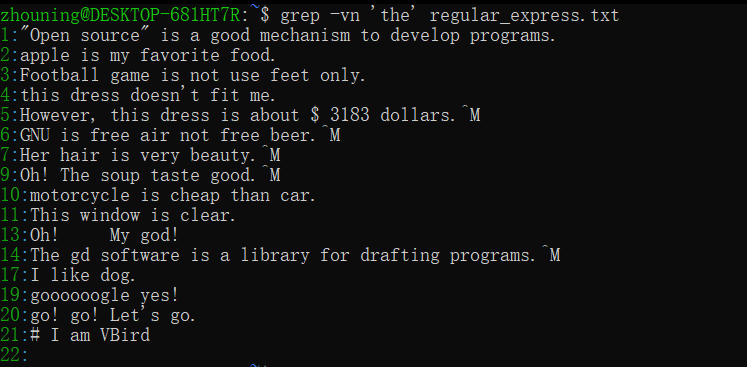 zhouning@DESKTOP-681HT7R:~$ grep -vn 'the' regular_express.txt
1:"Open source" is a good mechanism to develop programs.
2:apple is my favorite food.
3:Football game is not use feet only.
4:this dress doesn't fit me.
5:However, this dress is about $ 3183 dollars.^M
6:GNU is free air not free beer.^M
7:Her hair is very beauty.^M
9:Oh! The soup taste good.^M
10:motorcycle is cheap than car.
11:This window is clear.
13:Oh!     My god!
14:The gd software is a library for drafting programs.^M
17:I like dog.
19:goooooogle yes!
20:go! go! Let's go.
21:# I am VBird
22: